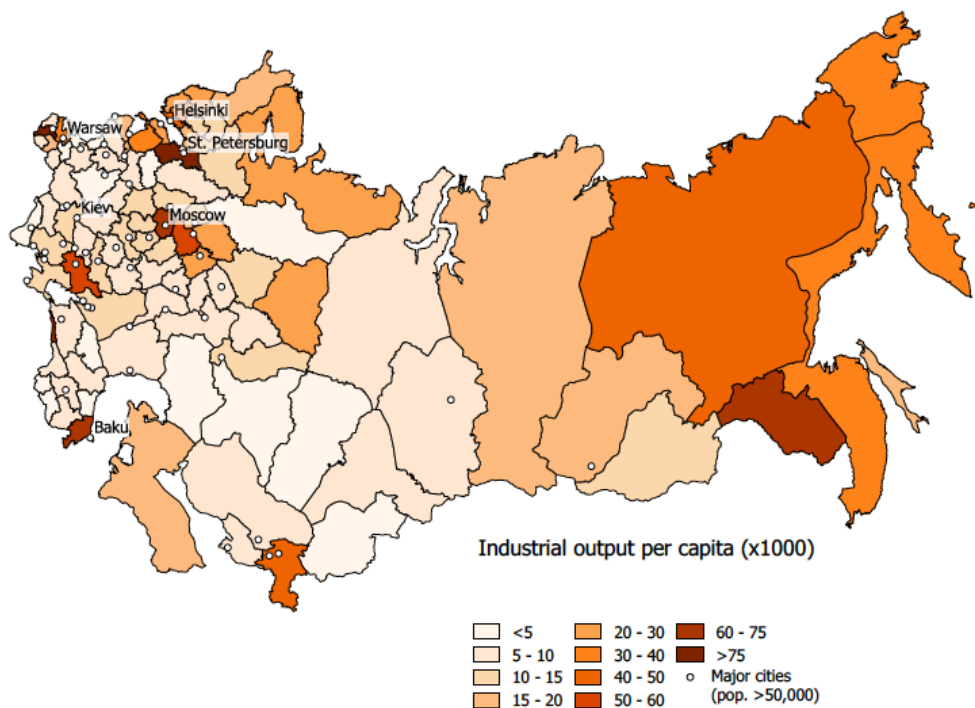 Helsinki
Warsaw
St. Petersburg
Kiev
Moscow
Baku
Industrial output per capita (x1000)
<5
20 - 30
60 - 75
5 - 10
30 - 40
>75
10 - 15
40 - 50
Major cities
(pop. >50,000)
15 - 20
50 - 60